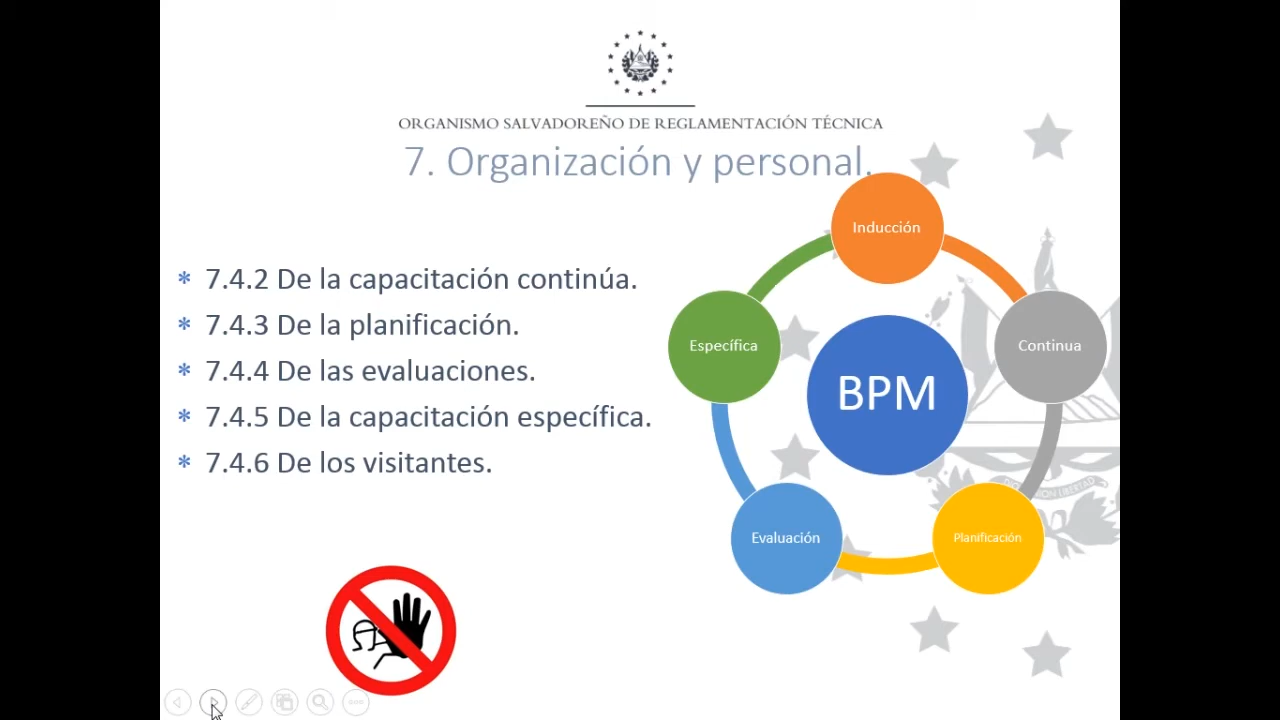 ORGANISMO SALVADOREÑO DE REGLAMENTACIÓN TÉCNICA
7. Organización y personal.
* 7.4.2 De la capacitación continúa.
* 7.4.3 De la planificación.
* 7.4.4 De las evaluaciones.
* 7.4.5 De la capacitación específica.
* 7.4.6 De los visitantes.
Inducción
Específica
Continua
BPM
Evaluación
Planificación